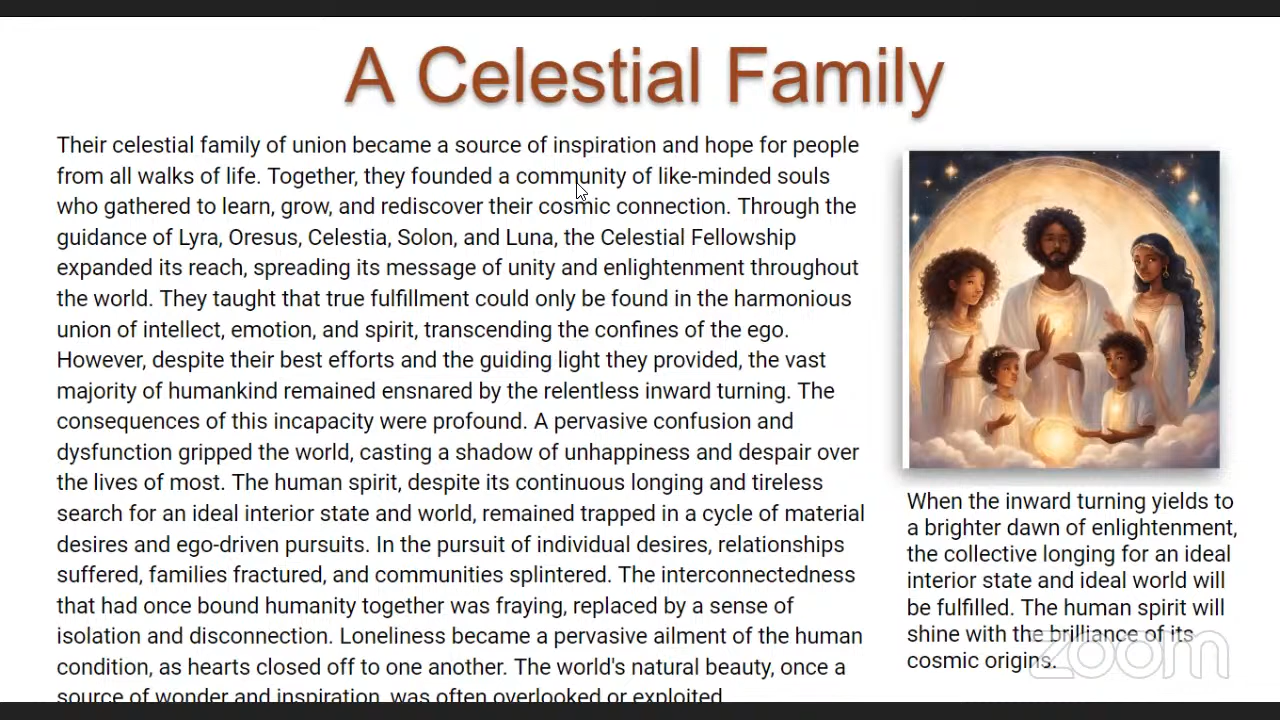 A Celestial Family
Their celestial family of union became a source of inspiration and hope for people
from all walks of life. Together, they founded a community of like-minded souls
who gathered to learn, grow, and rediscover their cosmic connection. Through the
guidance of Lyra, Oresus, Celestia, Solon, and Luna, the Celestial Fellowship
expanded its reach, spreading its message of unity and enlightenment throughout
the world. They taught that true fulfillment could only be found in the harmonious
union of intellect, emotion, and spirit, transcending the confines of the ego.
However, despite their best efforts and the guiding light they provided, the vast
majority of humankind remained ensnared by the relentless inward turning. The
consequences of this incapacity were profound. A pervasive confusion and
dysfunction gripped the world, casting a shadow of unhappiness and despair over
the lives of most. The human spirit, despite its continuous longing and tireless
search for an ideal interior state and world, remained trapped in a cycle of material
desires and ego-driven pursuits. In the pursuit of individual desires, relationships
suffered, families fractured, and communities splintered. The interconnectedness
that had once bound humanity together was fraying, replaced by a sense of
isolation and disconnection. Loneliness became a pervasive ailment of the human
condition, as hearts closed off to one another. The world's natural beauty, once a
source of wonder and inspiration, was often overlooked or exploited.
When the inward turning yields to
a brighter dawn of enlightenment,
the collective longing for an ideal
interior state and ideal world will
be fulfilled. The human spirit will
shine with the brilliance of its
cosmic origins.
zoom